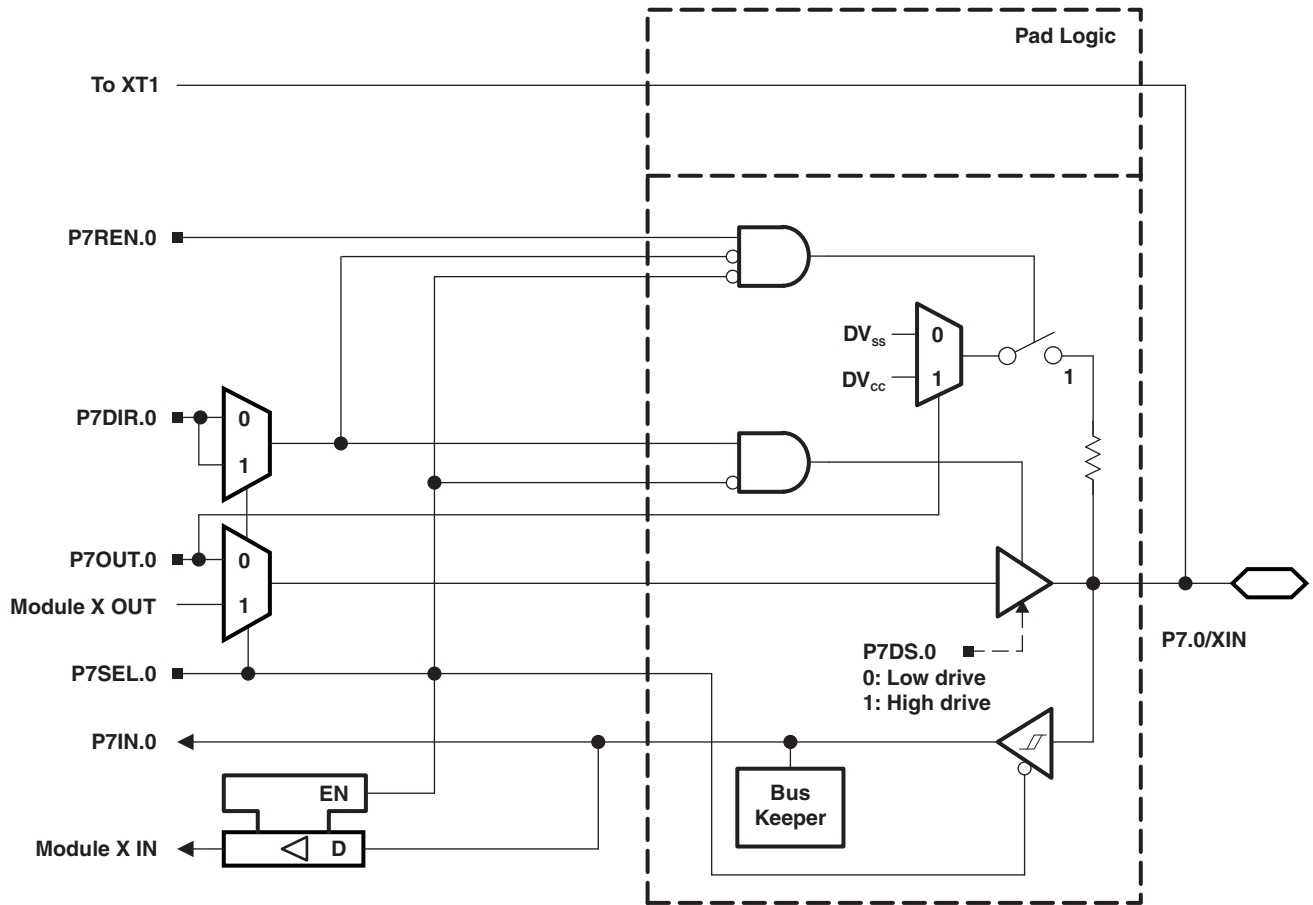 Pad Logic
To XT1
P7REN.0
DVSS
0
DVCC
1
1
P7DIR.0
0
1
P7OUT.0
0
Module X OUT
1
P7DS.0
0: Low drive
1: High drive
P7.0/XIN
P7SEL.0
P7IN.0
EN
Bus
Keeper
Module X IN
D